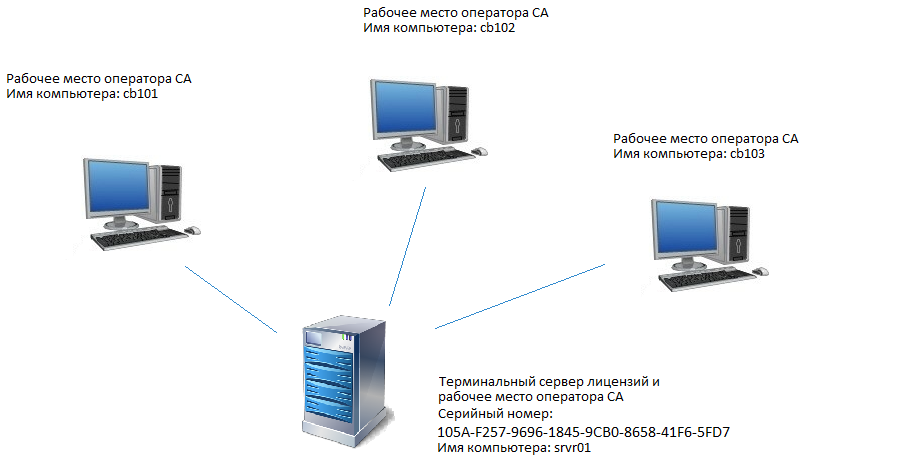 Рабочее место оператора СА
Имя компьютера: cb102
Рабочее место оператора СА
Имя компьютера: cb101
Рабочее место оператора СА
Имя компьютера: cb103
Терминальный сервер лицензий и
рабочее место оператора СА
Серийный номер:
105A-F257-9696-1845-9CB0-8658-41F6-5FD7
Имя компьютера: srvr01